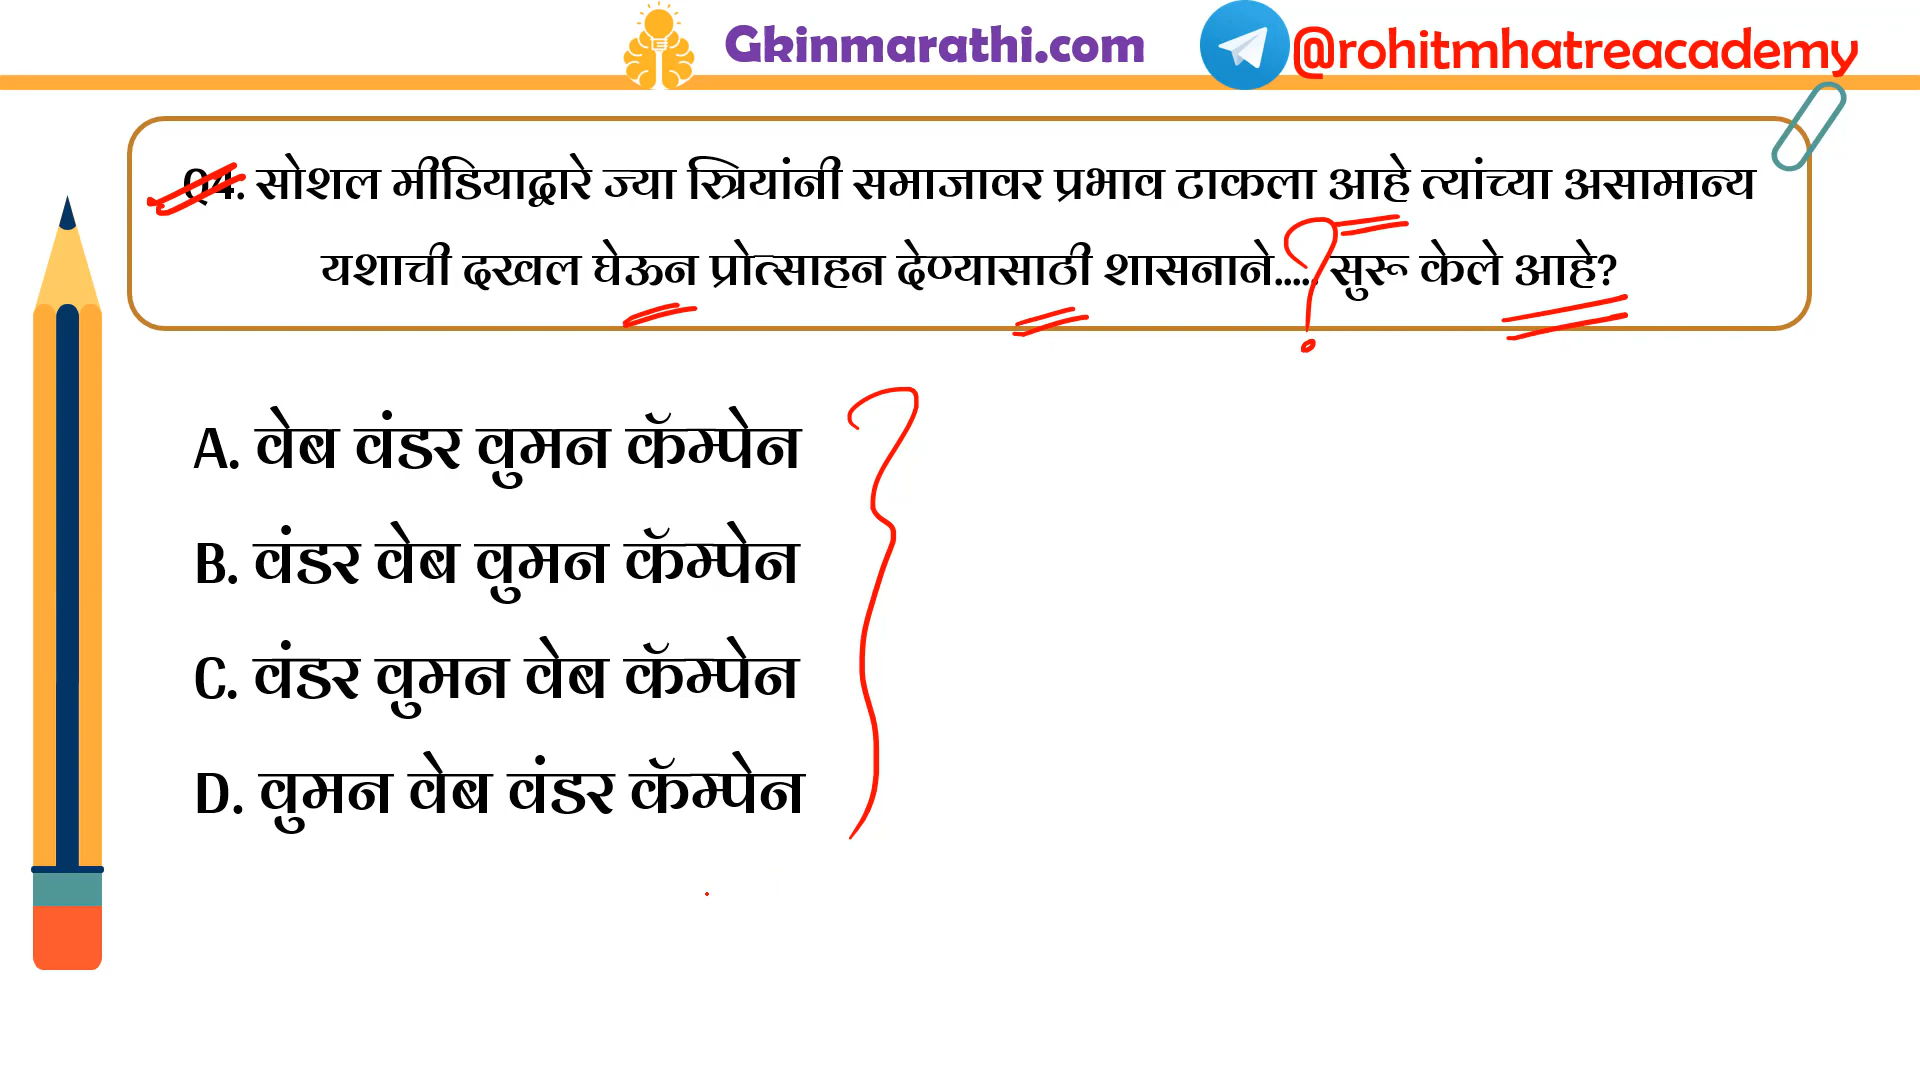 Gkinmarathi.com
@rohitmhatreacademy
Q4. सोशल मीडियाद्वारे ज्या स्त्रियांनी समाजावर प्रभाव टाकला आहे त्यांच्या असामान्य
यशाची दखल घेऊन प्रोत्साहन देण्यासाठी शासनाने..... सुरू केले आहे?
A. वेब वंडर वुमन कॅम्पेन
B. वंडर वेब वुमन कॅम्पेन
C. वंडर वुमन वेब कॅम्पेन
D. वुमन वेब वंडर कॅम्पेन